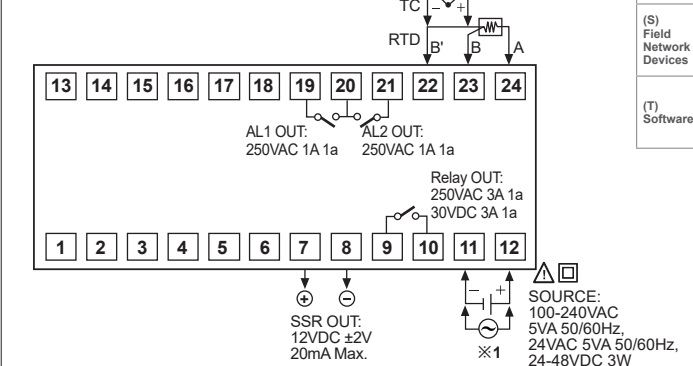 TC - +
RTD B' B A
13 14 15 16 17 18 19 20 21 22 23 24
AL1 OUT:
250VAC 1A 1a
AL2 OUT:
250VAC 1A 1a
Relay OUT:
250VAC 3A 1a
30VDC 3A 1a
1 2 3 4 5 6 7 8 9 10 11 12
+ -
SSR OUT:
12VDC ±2V
20mA Max.
- +
※1
SOURCE:
100-240VAC
5VA 50/60Hz,
24VAC 5VA 50/60Hz,
24-48VDC 3W
(S)
Field
Network
Devices
(T)
Software